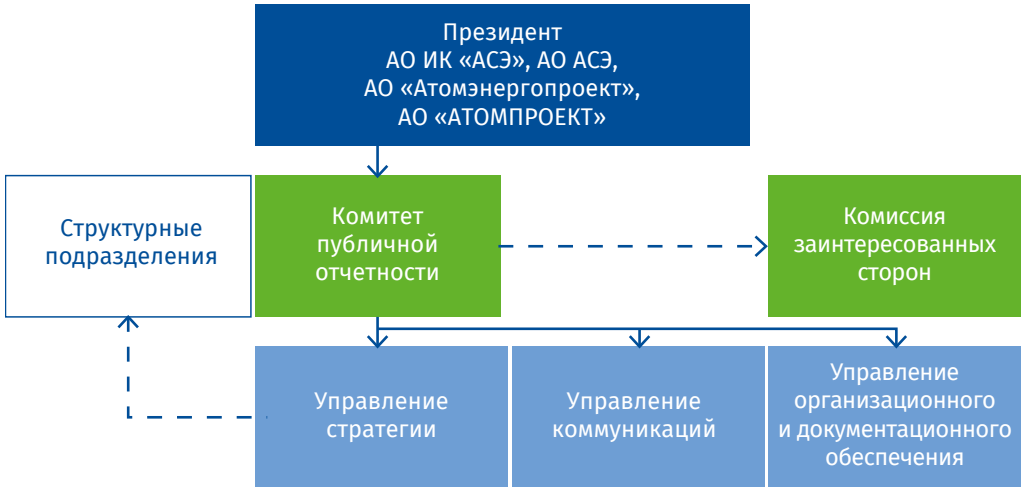 Президент
АО ИК «АСЭ», АО АСЭ,
АО «Атомэнергопроект»,
АО «АТОМПРОЕКТ»
Структурные
подразделения
Комитет
публичной
отчетности
Комиссия
заинтересованных
сторон
Управление
стратегии
Управление
коммуникаций
Управление
организационного
и документационного
обеспечения